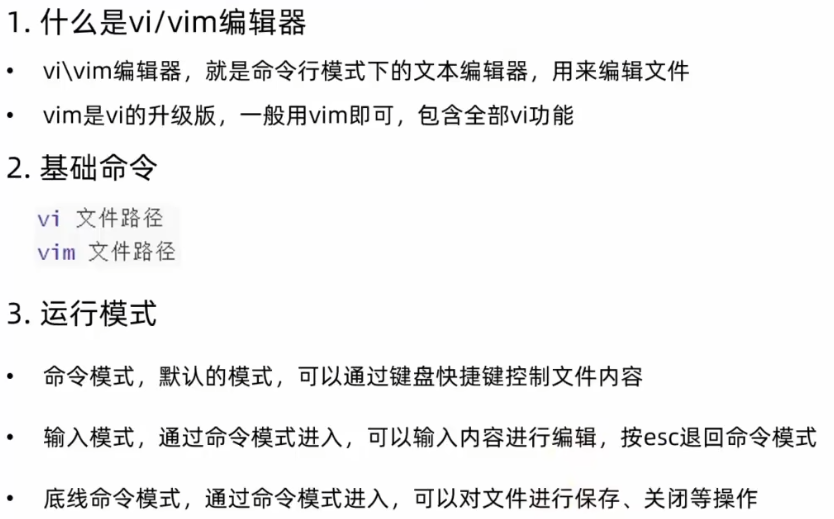 1. 什么是vi/vim编辑器
• vi\vim编辑器，就是命令行模式下的文本编辑器，用来编辑文件
• vim是vi的升级版，一般用vim即可，包含全部vi功能
2. 基础命令
vi 文件路径
vim 文件路径
3. 运行模式
• 命令模式，默认的模式，可以通过键盘快捷键控制文件内容
• 输入模式，通过命令模式进入，可以输入内容进行编辑，按esc退回命令模式
• 底线命令模式，通过命令模式进入，可以对文件进行保存、关闭等操作